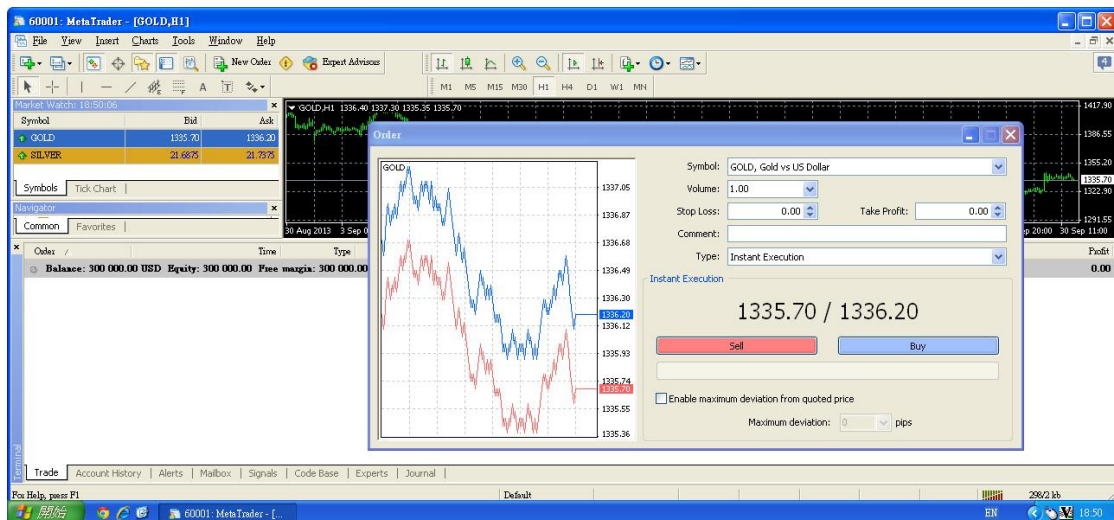 60001: MetaTrader - [GOLD,H1]
File View Insert Charts Tools Window Help
New Order Expert Advisors
4
A T
M1 M5 M15 M30 H1 H4 D1 W1 MN
Market Watch: 18:50:06
Symbol Bid Ask
GOLD 1335.70 1336.20
SILVER 21.6875 21.7375
Symbols Tick Chart
Navigator
Common Favorites
GOLD,H1 1336.40 1337.30 1335.35 1335.70
1417.90
1386.55
1355.20
1335.70
1322.90
1291.55
30 Aug 2013 3 Sep 0
ep 20:00 30 Sep 11:00
Order / Time Type Profit
Balance: 300 000.00 USD Equity: 300 000.00 Free margin: 300 000.00 0.00
Order
GOLD
1337.05
1336.87
1336.68
1336.49
1336.30
1336.20
1336.12
1335.93
1335.74
1335.70
1335.55
1335.36
Symbol: GOLD, Gold vs US Dollar
Volume: 1.00
Stop Loss: 0.00 Take Profit: 0.00
Comment:
Type: Instant Execution
Instant Execution
1335.70 / 1336.20
Sell Buy
Enable maximum deviation from quoted price
Maximum deviation: 0 pips
Terminal
Trade Account History Alerts Mailbox Signals Code Base Experts Journal
For Help, press F1 Default 298/2 kb
開始 60001: MetaTrader - [... EN 18:50